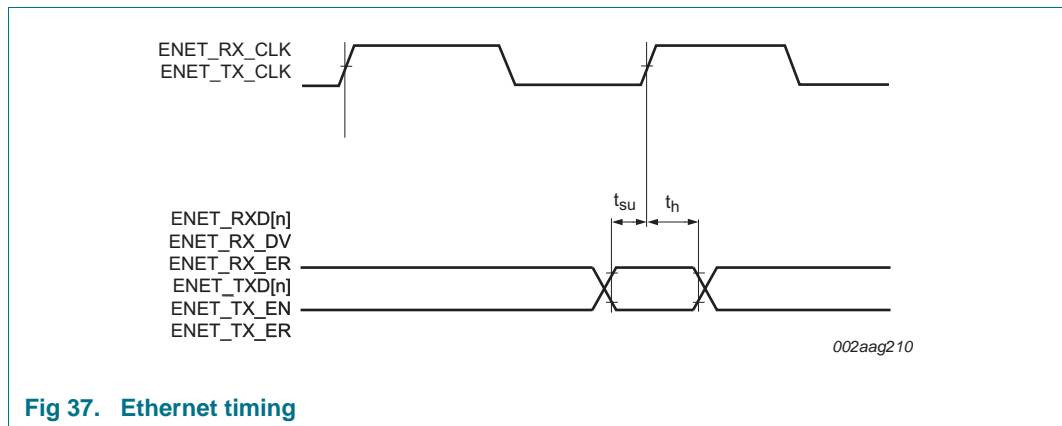 ENET_RX_CLK
ENET_TX_CLK
tsu
th
ENET_RXD[n]
ENET_RX_DV
ENET_RX_ER
ENET_TXD[n]
ENET_TX_EN
ENET_TX_ER
002aag210
Fig 37. Ethernet timing